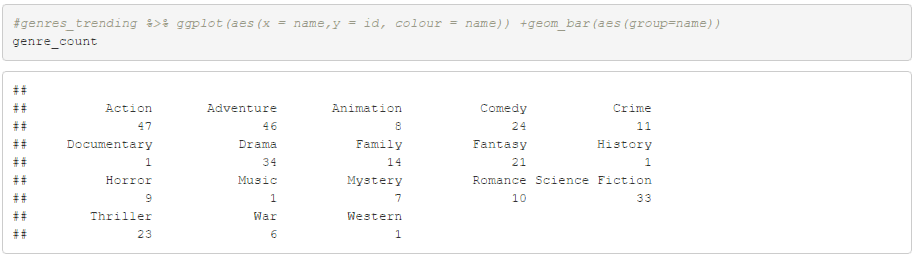 #genres_trending %>% ggplot(aes(x = name,y = id, colour = name)) +geom_bar(aes(group=name))
genre_count
##
## Action Adventure Animation Comedy Crime
## 47 46 8 24 11
## Documentary Drama Family Fantasy History
## 1 34 14 21 1
## Horror Music Mystery Romance Science Fiction
## 9 1 7 10 33
## Thriller War Western
## 23 6 1